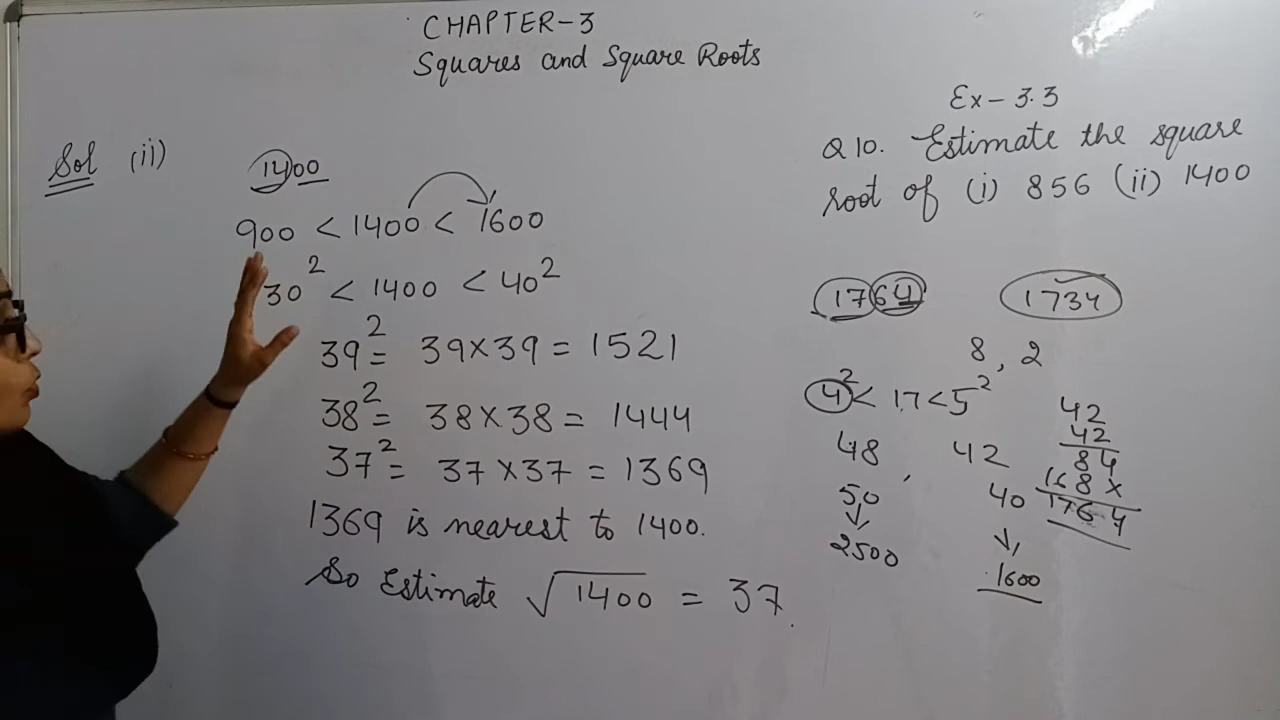 CHAPTER-3
Squares and Square Roots
Ex-3.3
Q10. Estimate the square
root of (i) 856 (ii) 1400
Sol (ii)
1400
900 < 1400 < 1600
30² < 1400 < 40²
39² = 39×39 = 1521
38² = 38×38 = 1444
37² = 37×37 = 1369
1369 is nearest to 1400.
So Estimate √1400 = 37.
1764 1734
8, 2
4² < 17 < 5²
48, 42
50 40
2500 1600
42
42
84
168×
1764